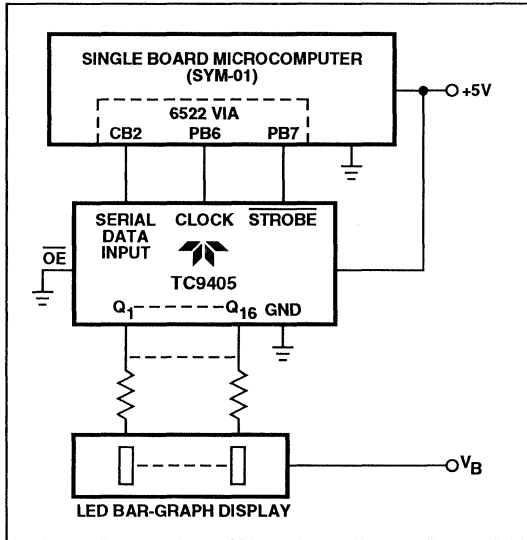 SINGLE BOARD MICROCOMPUTER
(SYM-01)
+5V
6522 VIA
CB2 PB6 PB7
SERIAL DATA INPUT
CLOCK
STROBE
OE
TC9405
Q1 Q16 GND
VB
LED BAR-GRAPH DISPLAY